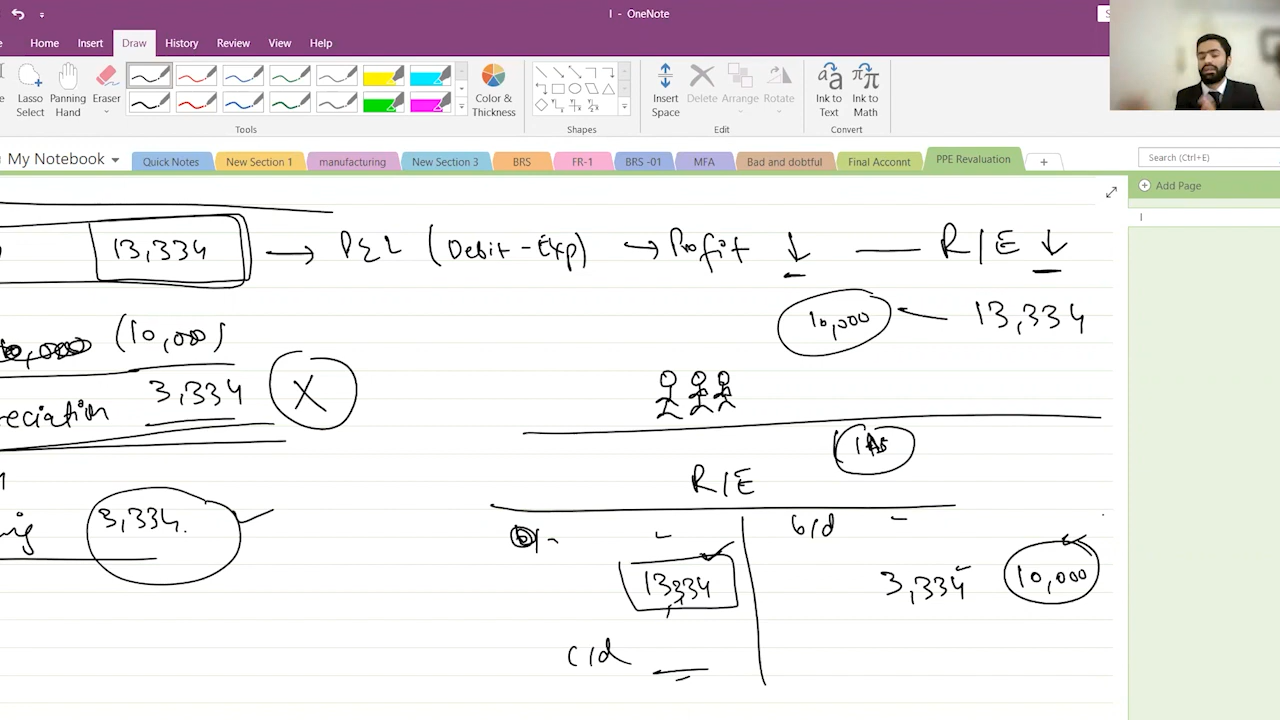 I - OneNote
Home Insert Draw History Review View Help
Lasso Select
Panning Hand
Eraser
Color & Thickness
Insert Space
Delete Arrange Rotate
Ink to Text
Ink to Math
Tools Shapes Edit Convert
My Notebook Quick Notes New Section 1 manufacturing New Section 3 BRS FR-1 BRS -01 MFA Bad and doubtful Final Acconnt PPE Revaluation +
Search (Ctrl+E)
Add Page
I
13,334 → P&L (Debit - Exp) → Profit ↓ — R/E ↓
10,000 ← 13,334
(10,000)
3,334 X
reciation
IAS
R/E
b/d
13,334
3,334 10,000
3,334
c/d